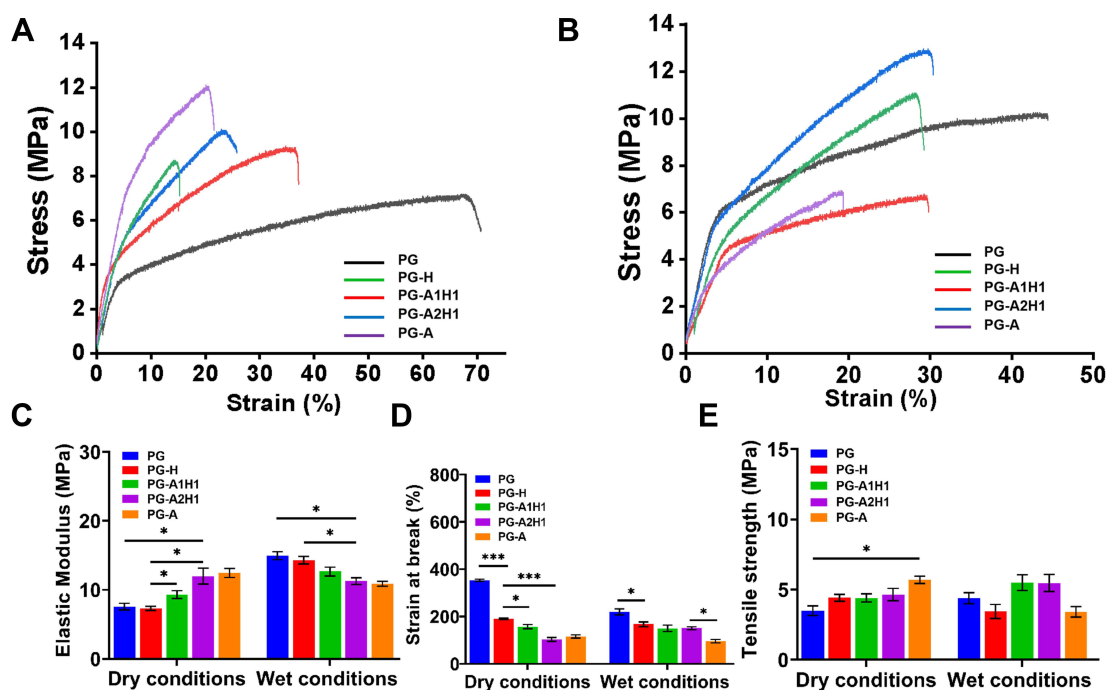 A
Stress (MPa)
14
12
10
8
6
4
2
0
0 10 20 30 40 50 60 70
Strain (%)
PG
PG-H
PG-A1H1
PG-A2H1
PG-A
B
Stress (MPa)
14
12
10
8
6
4
2
0
0 10 20 30 40 50
Strain (%)
PG
PG-H
PG-A1H1
PG-A2H1
PG-A
C
Elastic Modulus (MPa)
30
20
10
0
PG
PG-H
PG-A1H1
PG-A2H1
PG-A
* * * * *
Dry conditions Wet conditions
D
Strain at break (%)
800
600
400
200
0
PG
PG-H
PG-A1H1
PG-A2H1
PG-A
*** *** * * *
Dry conditions Wet conditions
E
Tensile strength (MPa)
15
10
5
0
PG
PG-H
PG-A1H1
PG-A2H1
PG-A
*
Dry conditions Wet conditions